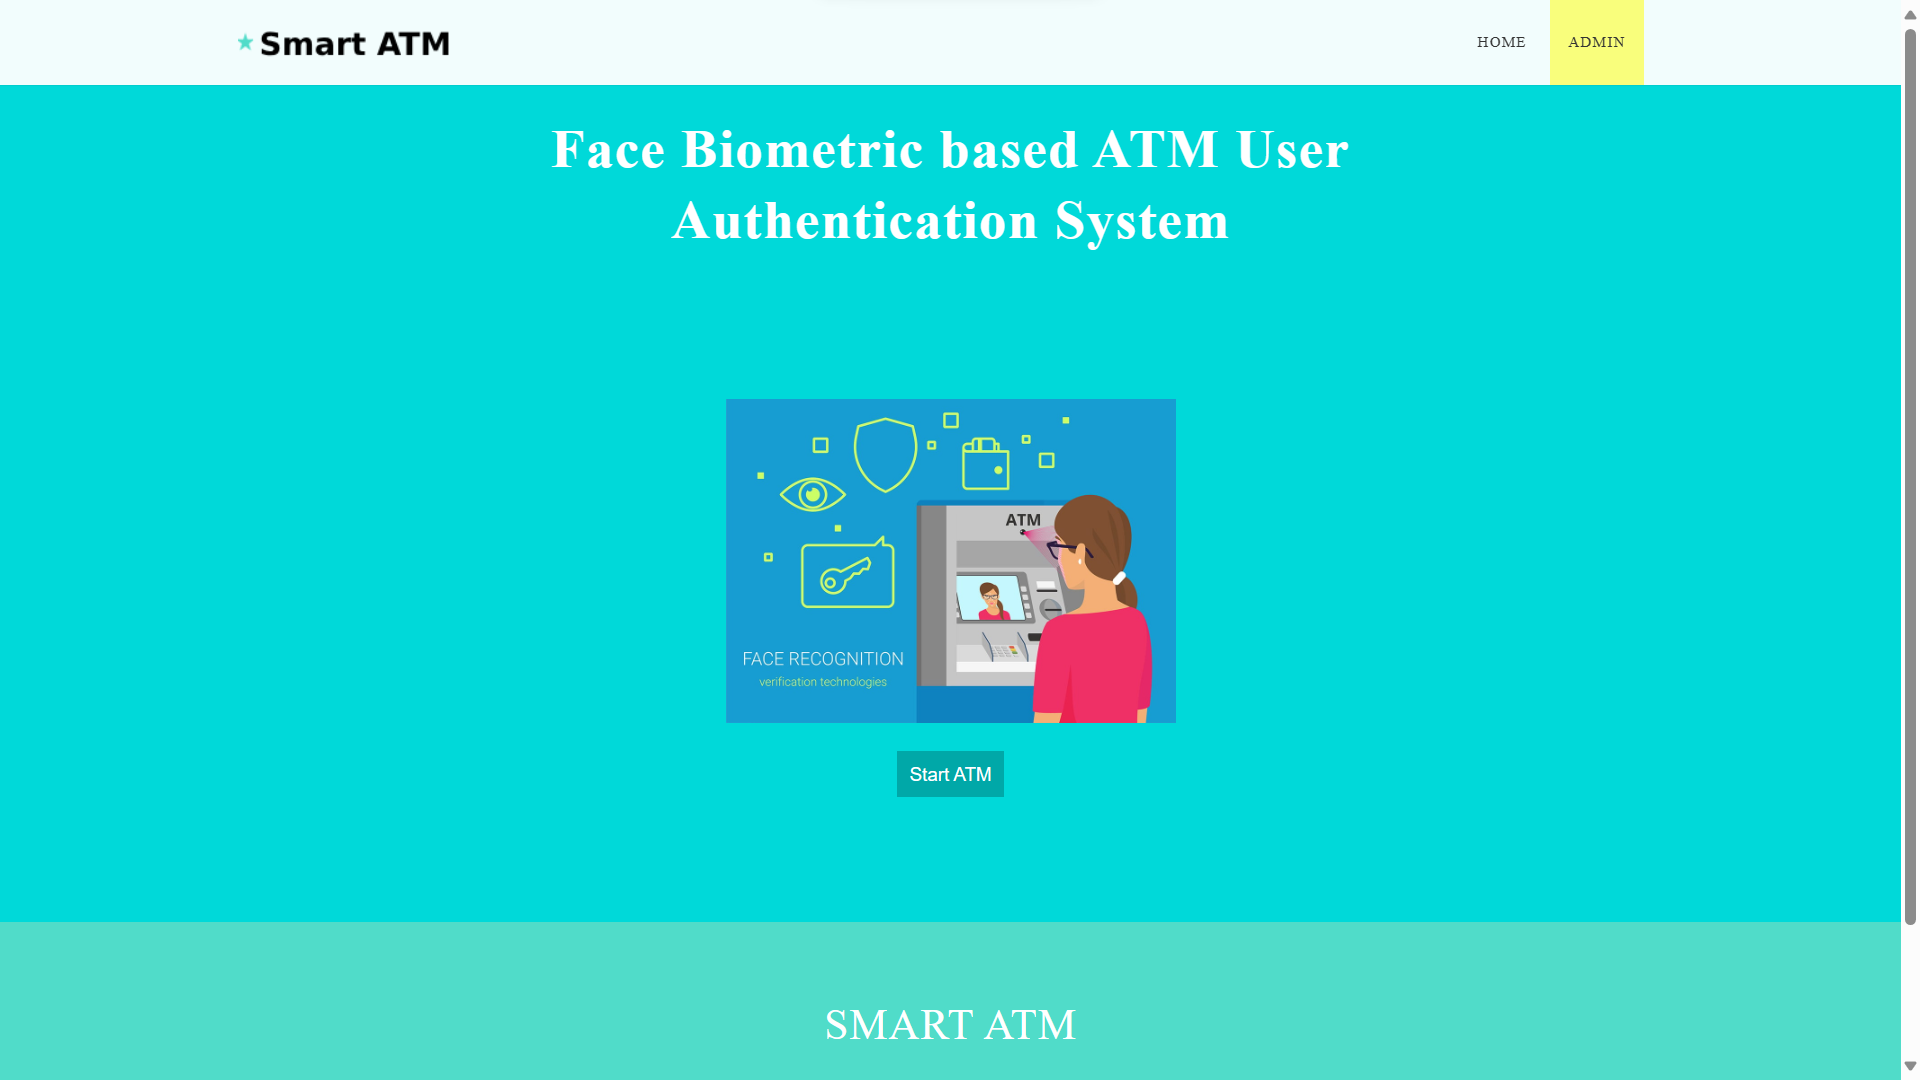 Smart ATM
HOME
ADMIN
Face Biometric based ATM User
Authentication System
ATM
FACE RECOGNITION
verification technologies
Start ATM
SMART ATM